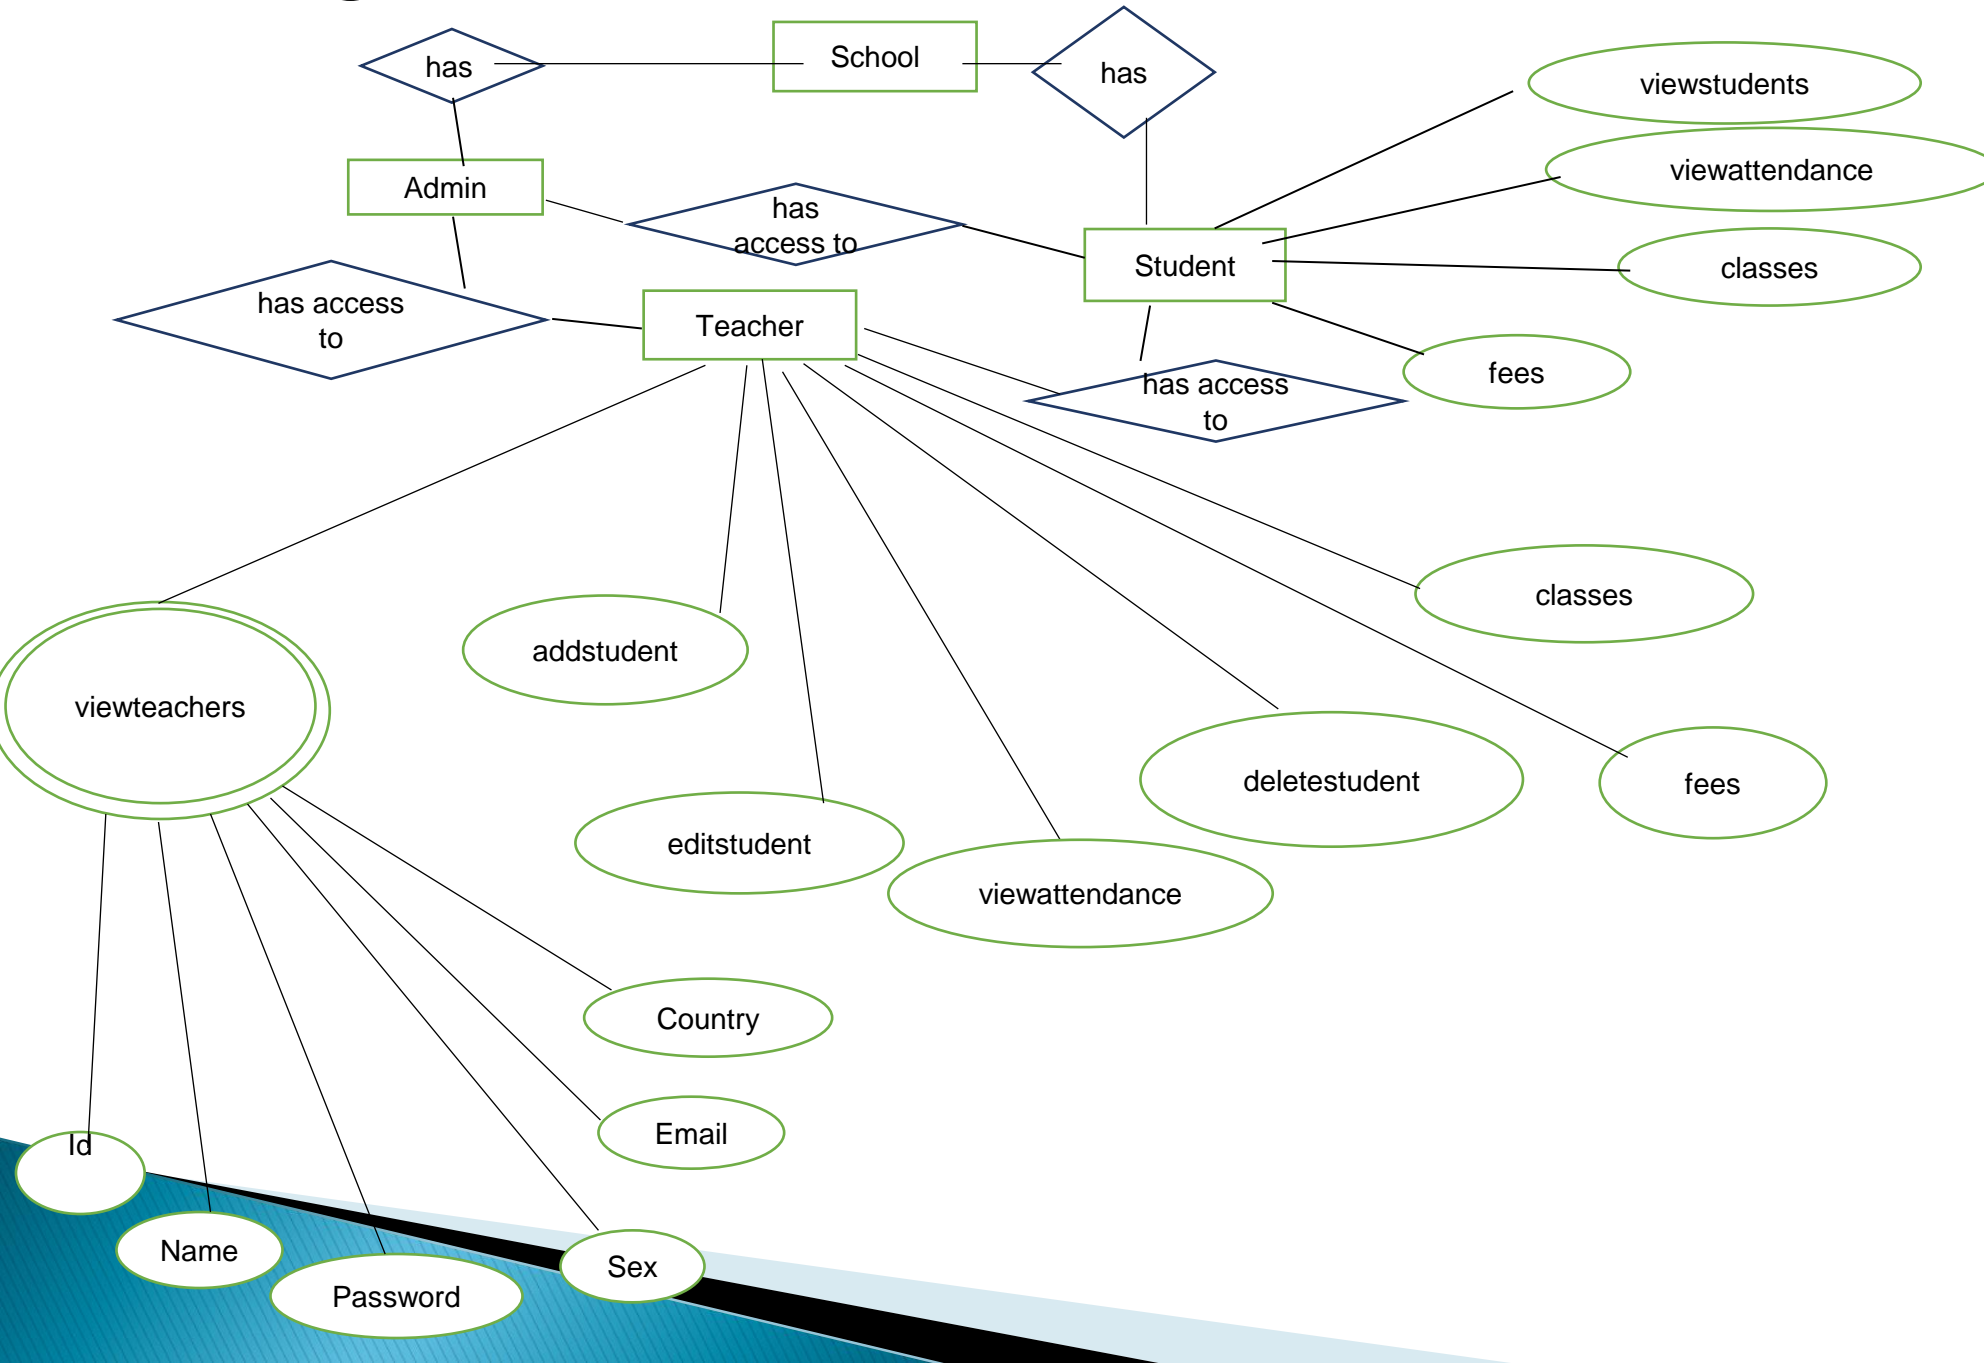 has
School
has
viewstudents
viewattendance
Admin
has
access to
Student
classes
has access
to
Teacher
fees
has access
to
classes
addstudent
viewteachers
deletestudent
fees
editstudent
viewattendance
Country
Email
Id
Name
Sex
Password